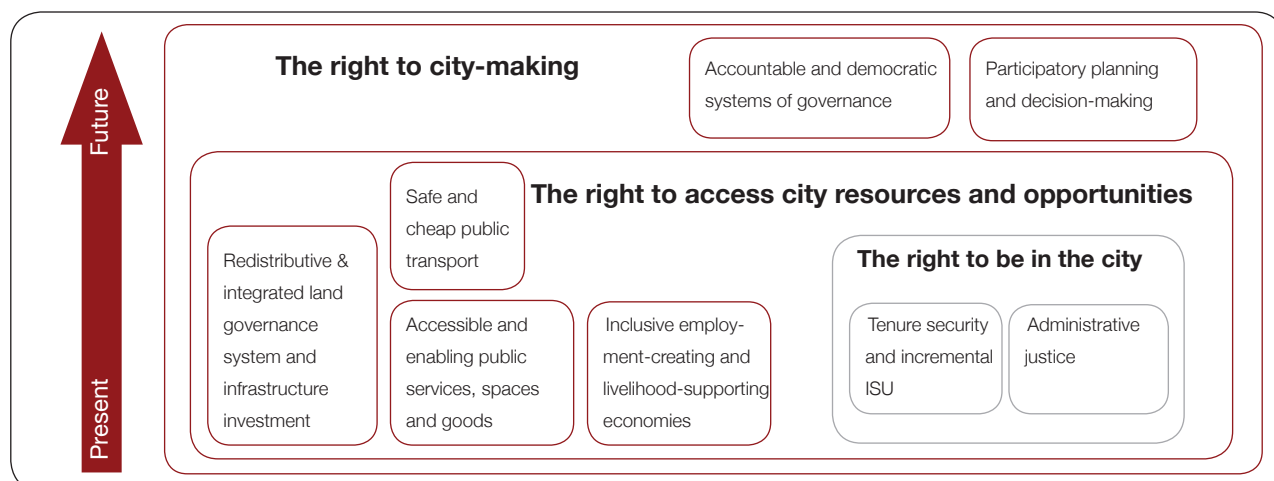 Future
Present
The right to city-making
Accountable and democratic
systems of governance
Participatory planning
and decision-making
The right to access city resources and opportunities
Safe and
cheap public
transport
Redistributive &
integrated land
governance
system and
infrastructure
investment
Accessible and
enabling public
services, spaces
and goods
Inclusive employ-
ment-creating and
livelihood-supporting
economies
The right to be in the city
Tenure security
and incremental
ISU
Administrative
justice